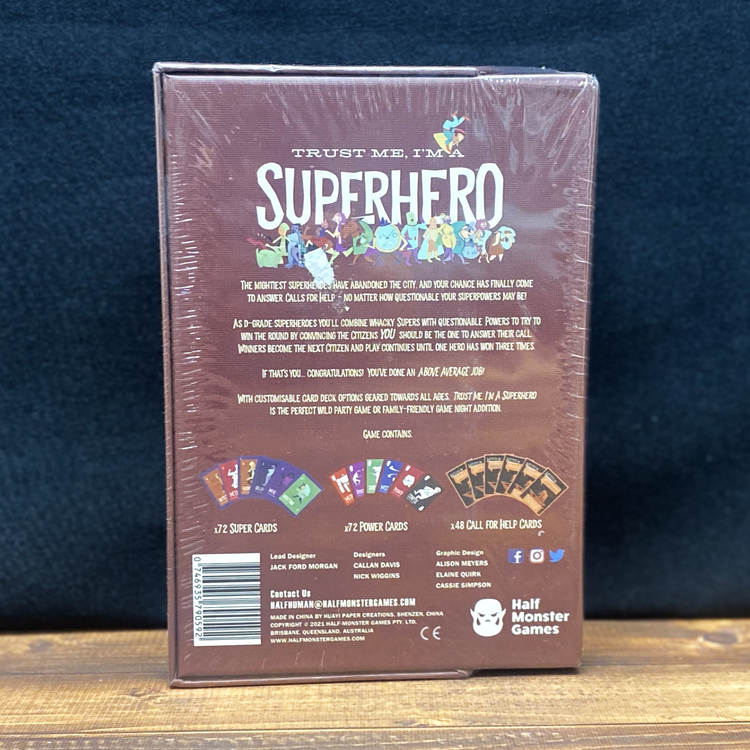 TRUST ME, I'M A
SUPERHERO
THE MIGHTIEST SUPERHEROES HAVE ABANDONED THE CITY, AND YOUR CHANCE HAS FINALLY COME
TO ANSWER CALLS FOR HELP - NO MATTER HOW QUESTIONABLE YOUR SUPERPOWERS MAY BE!
AS D-GRADE SUPERHEROES YOU'LL COMBINE WHACKY SUPERS WITH QUESTIONABLE POWERS TO TRY TO
WIN THE ROUND BY CONVINCING THE CITIZENS YOU SHOULD BE THE ONE TO ANSWER THEIR CALL.
WINNERS BECOME THE NEXT CITIZEN AND PLAY CONTINUES UNTIL ONE HERO HAS WON THREE TIMES.
IF THAT'S YOU... CONGRATULATIONS! YOU'VE DONE AN ABOVE AVERAGE JOB!
WITH CUSTOMISABLE CARD DECK OPTIONS GEARED TOWARDS ALL AGES, TRUST ME, I'M A SUPERHERO
IS THE PERFECT WILD PARTY GAME OR FAMILY-FRIENDLY GAME NIGHT ADDITION.
GAME CONTAINS:
x72 SUPER CARDS
x72 POWER CARDS
x48 CALL FOR HELP CARDS
Lead Designer
JACK FORD MORGAN
Designers
CALLAN DAVIS
NICK WIGGINS
Graphic Design
ALISON MEYERS
ELAINE QUIRK
CASSIE SIMPSON
Contact Us
HALFHUMAN@HALFMONSTERGAMES.COM
MADE IN CHINA BY HUAYI PAPER CREATIONS, SHENZEN, CHINA
COPYRIGHT © 2021 HALF-MONSTER GAMES PTY. LTD.
BRISBANE, QUEENSLAND, AUSTRALIA
WWW.HALFMONSTERGAMES.COM
CE
Half
Monster
Games
0 746935 790592